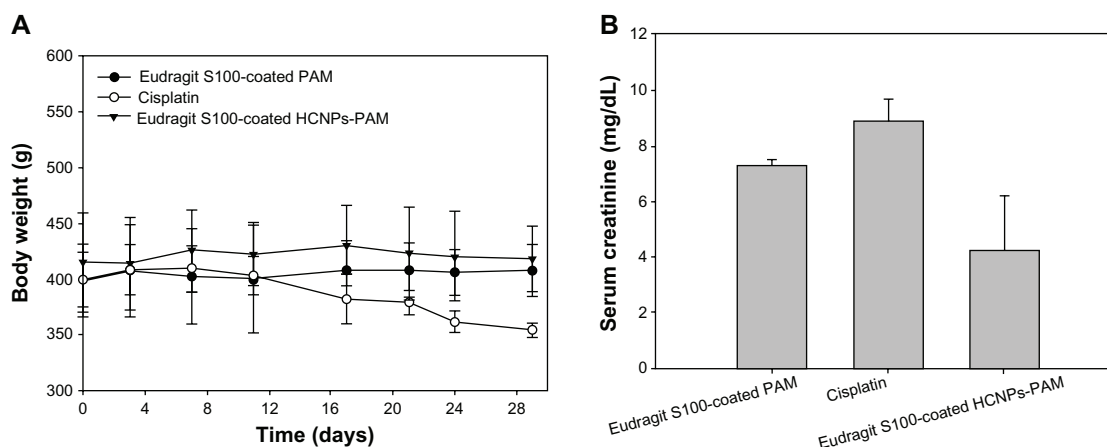 A
600
550
500
450
400
350
300
Body weight (g)
Eudragit S100-coated PAM
Cisplatin
Eudragit S100-coated HCNPs-PAM
0 4 8 12 16 20 24 28
Time (days)
B
12
10
8
6
4
2
0
Serum creatinine (mg/dL)
Eudragit S100-coated PAM
Cisplatin
Eudragit S100-coated HCNPs-PAM